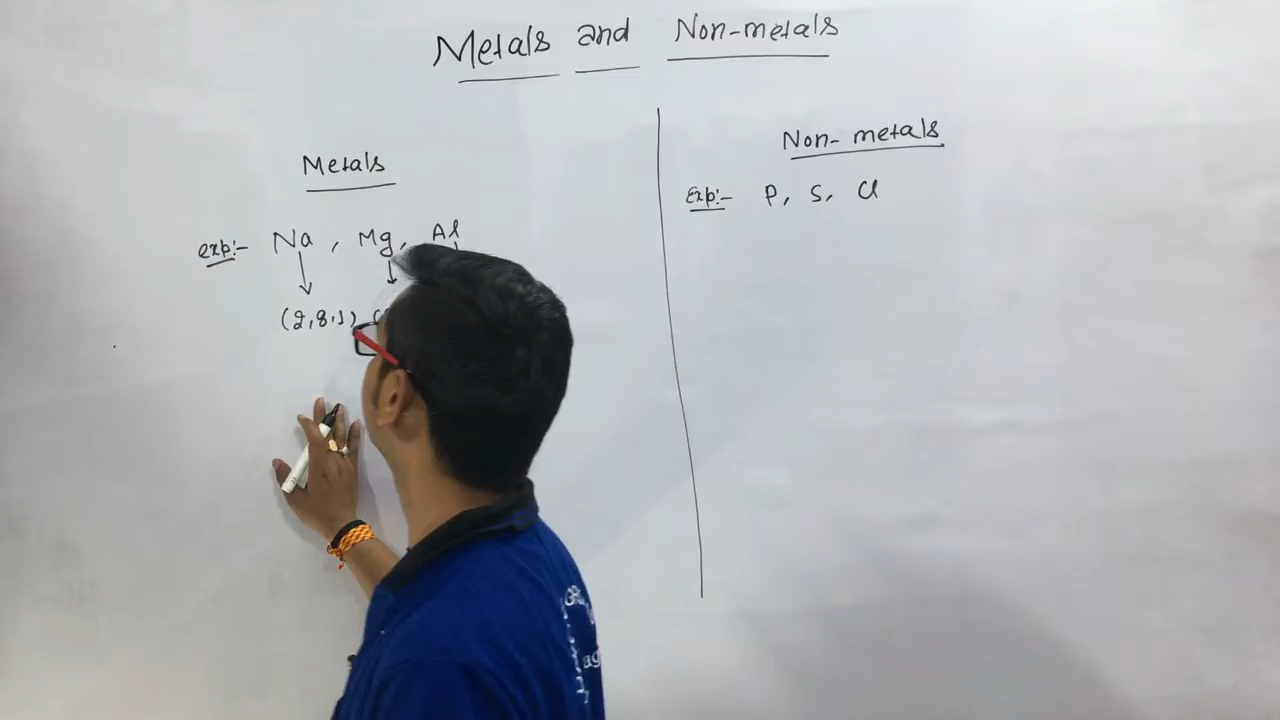 Metals and Non-metals
Metals
exp:- Na, Mg, Al
(2,8,1) (
Non-metals
Exp:- P, S, Cl